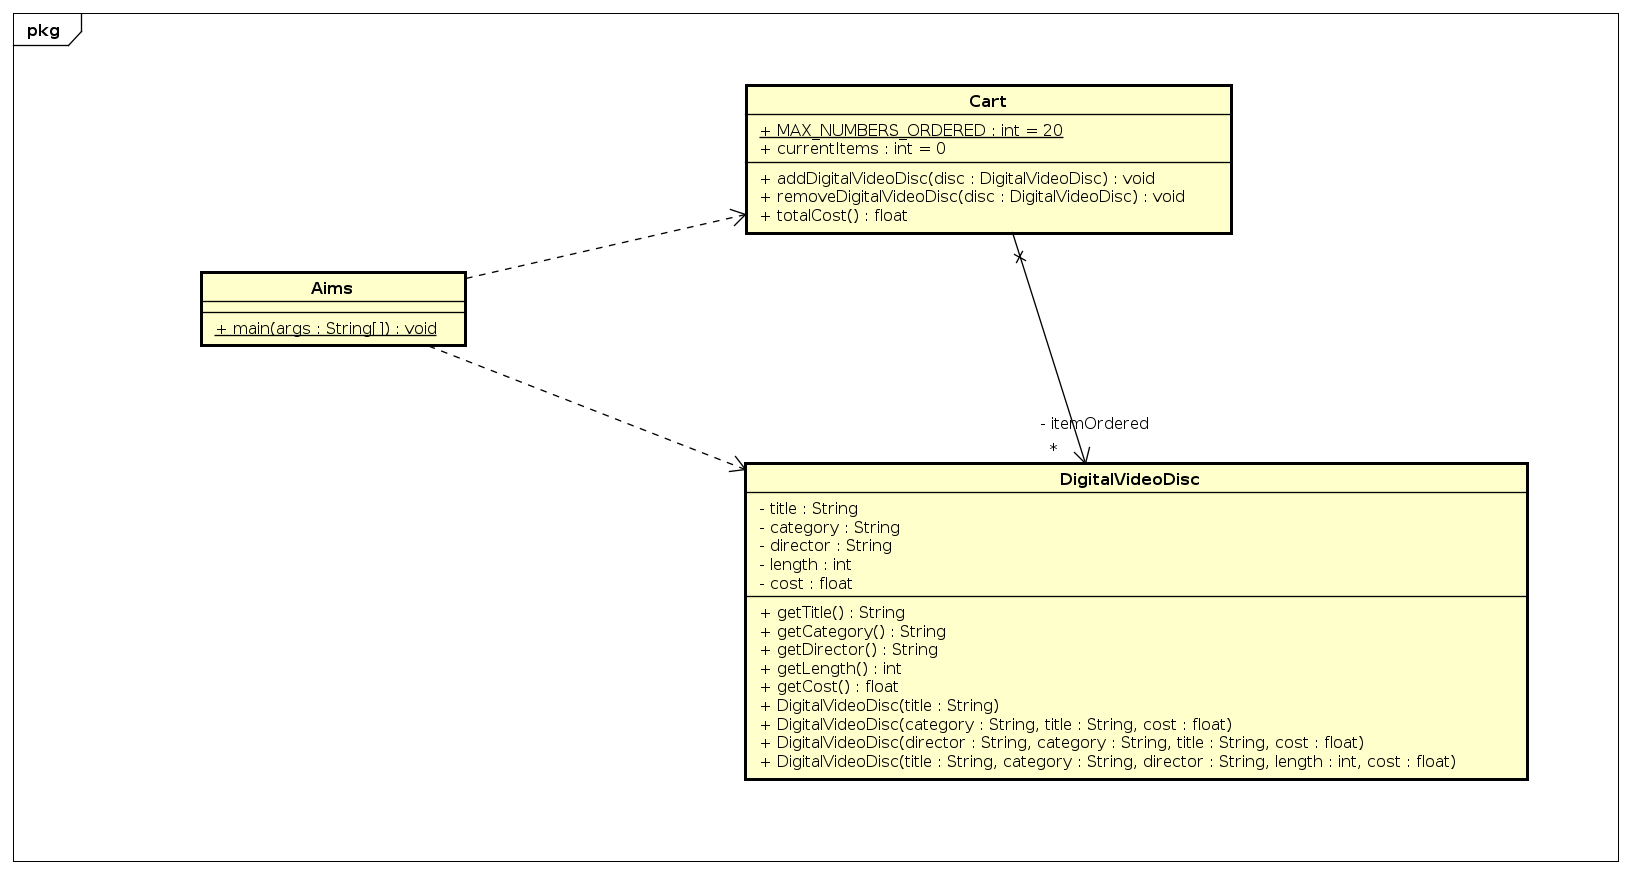 pkg
Cart
+ MAX_NUMBERS_ORDERED : int = 20
+ currentItems : int = 0
+ addDigitalVideoDisc(disc : DigitalVideoDisc) : void
+ removeDigitalVideoDisc(disc : DigitalVideoDisc) : void
+ totalCost() : float
Aims
+ main(args : String[]) : void
- itemOrdered
*
DigitalVideoDisc
- title : String
- category : String
- director : String
- length : int
- cost : float
+ getTitle() : String
+ getCategory() : String
+ getDirector() : String
+ getLength() : int
+ getCost() : float
+ DigitalVideoDisc(title : String)
+ DigitalVideoDisc(category : String, title : String, cost : float)
+ DigitalVideoDisc(director : String, category : String, title : String, cost : float)
+ DigitalVideoDisc(title : String, category : String, director : String, length : int, cost : float)